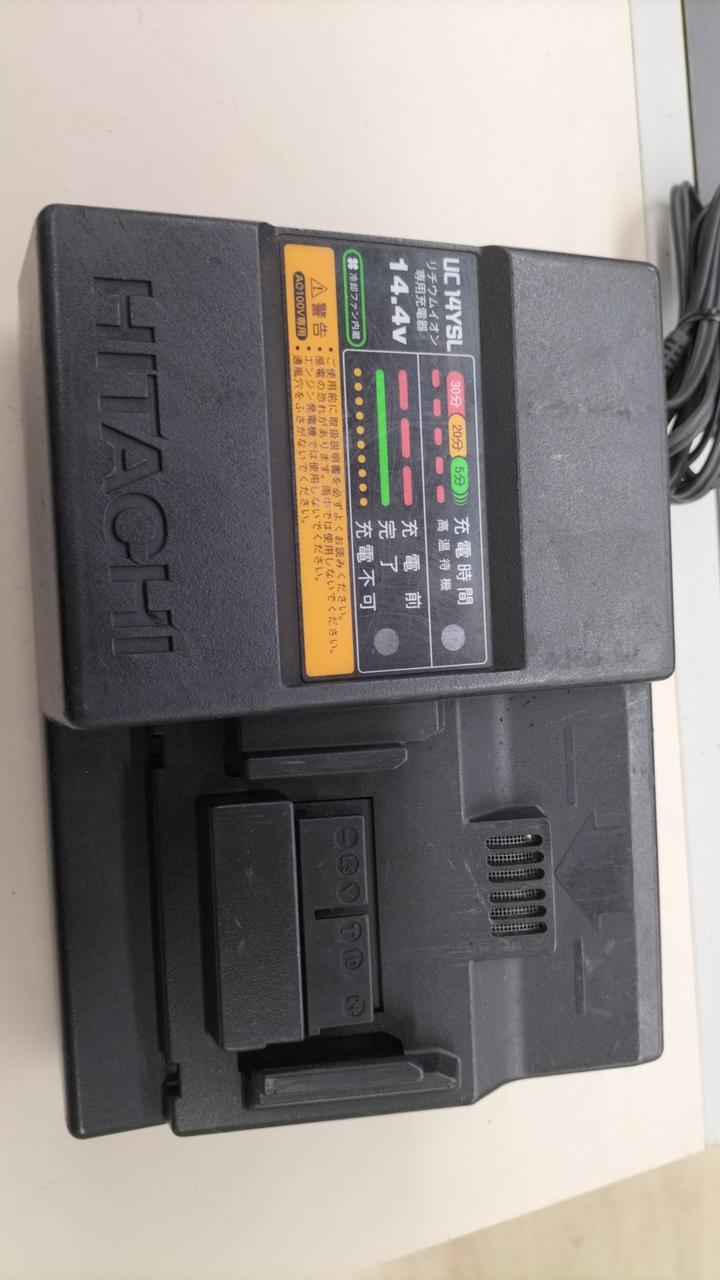 HITACHI
UC14YSL
リチウムイオン
専用充電器
14.4v
冷却ファン内蔵
30分 20分 5分 充電時間
高温待機
充電前
完了
充電不可
警告
AC100V専用
・ご使用前に取扱説明書を必ずよくお読みください。
・感電の恐れがあります。雨中では使用しないでください。
・エンジン発電機では使用しないでください。
・通風穴をふさがないでください。